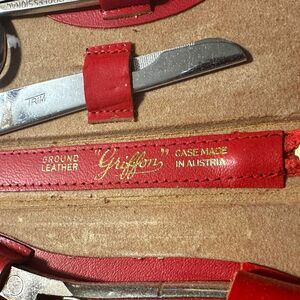 TRIM
GROUND
LEATHER
"Griffon"
CASE MADE
IN AUSTRIA